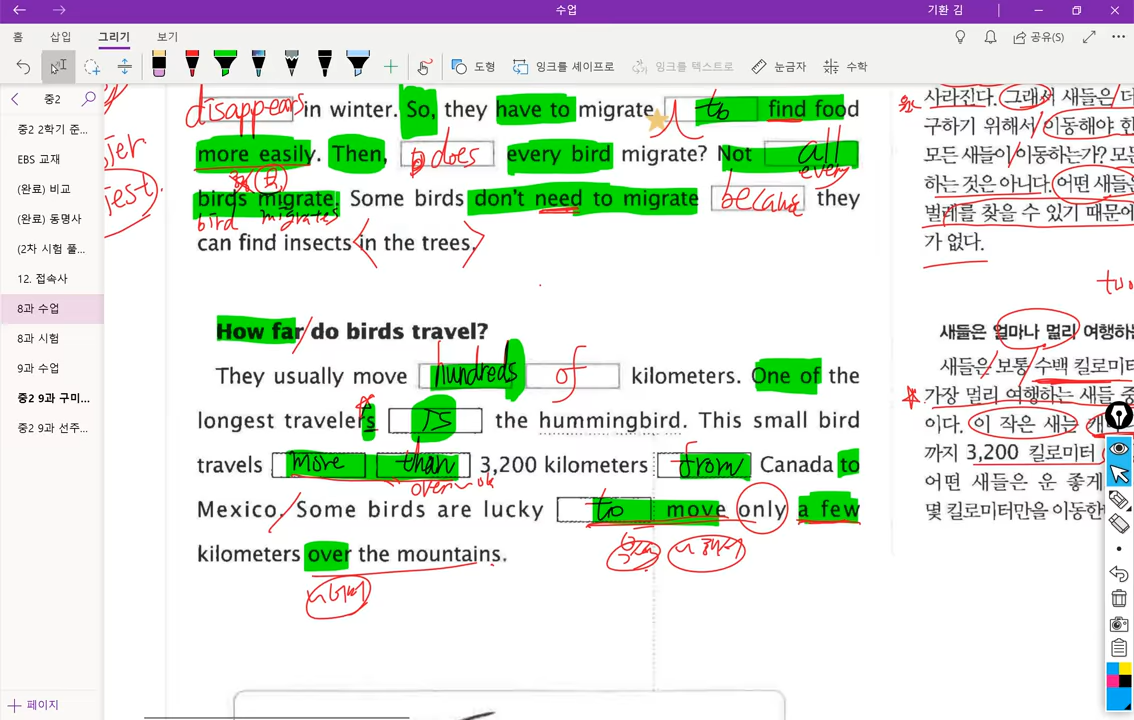 수업
기환 김
홈 삽입 그리기 보기
공유(S)
도형 잉크를 셰이프로 잉크를 텍스트로 눈금자 수학
중2
중2 2학기 준...
EBS 교재
(완료) 비교
(완료) 동명사
(2차 시험 풀...
12. 접속사
8과 수업
8과 시험
9과 수업
중2 9과 구미...
중2 9과 선주...
페이지
disappears in winter. So, they have to migrate to find food
more easily. Then, does every bird migrate? Not all
every
birds migrate. Some birds don't need to migrate because they
bird migrates
can find insects in the trees.
How far do birds travel?
They usually move hundreds of kilometers. One of the
longest travelers is the hummingbird. This small bird
travels more than 3,200 kilometers from Canada to
over ok
Mexico. Some birds are lucky to move only a few
kilometers over the mountains.
너머
사라진다. 그래서 새들은 더
구하기 위해서 이동해야 한
모든 새들이 이동하는가? 모든
하는 것은 아니다. 어떤 새들은
벌레를 찾을 수 있기 때문에
가 없다.
새들은 얼마나 멀리 여행하는
새들은 보통 수백 킬로미터
가장 멀리 여행하는 새들 중
이다. 이 작은 새는 캐
까지 3,200 킬로미터
어떤 새들은 운 좋게
몇 킬로미터만을 이동한